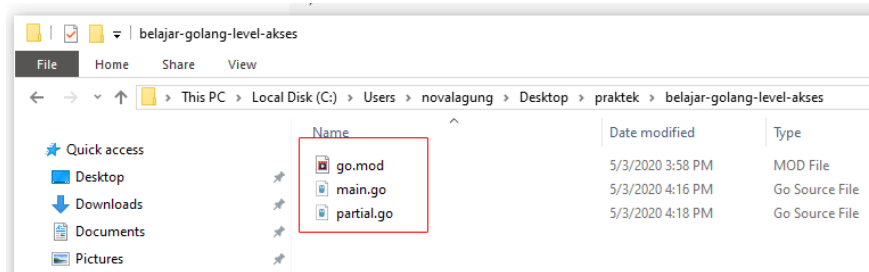 belajar-golang-level-akses
File Home Share View
This PC > Local Disk (C:) > Users > novalagung > Desktop > praktek > belajar-golang-level-akses
Name Date modified Type
Quick access
go.mod 5/3/2020 3:58 PM MOD File
Desktop
main.go 5/3/2020 4:16 PM Go Source File
Downloads
partial.go 5/3/2020 4:18 PM Go Source File
Documents
Pictures